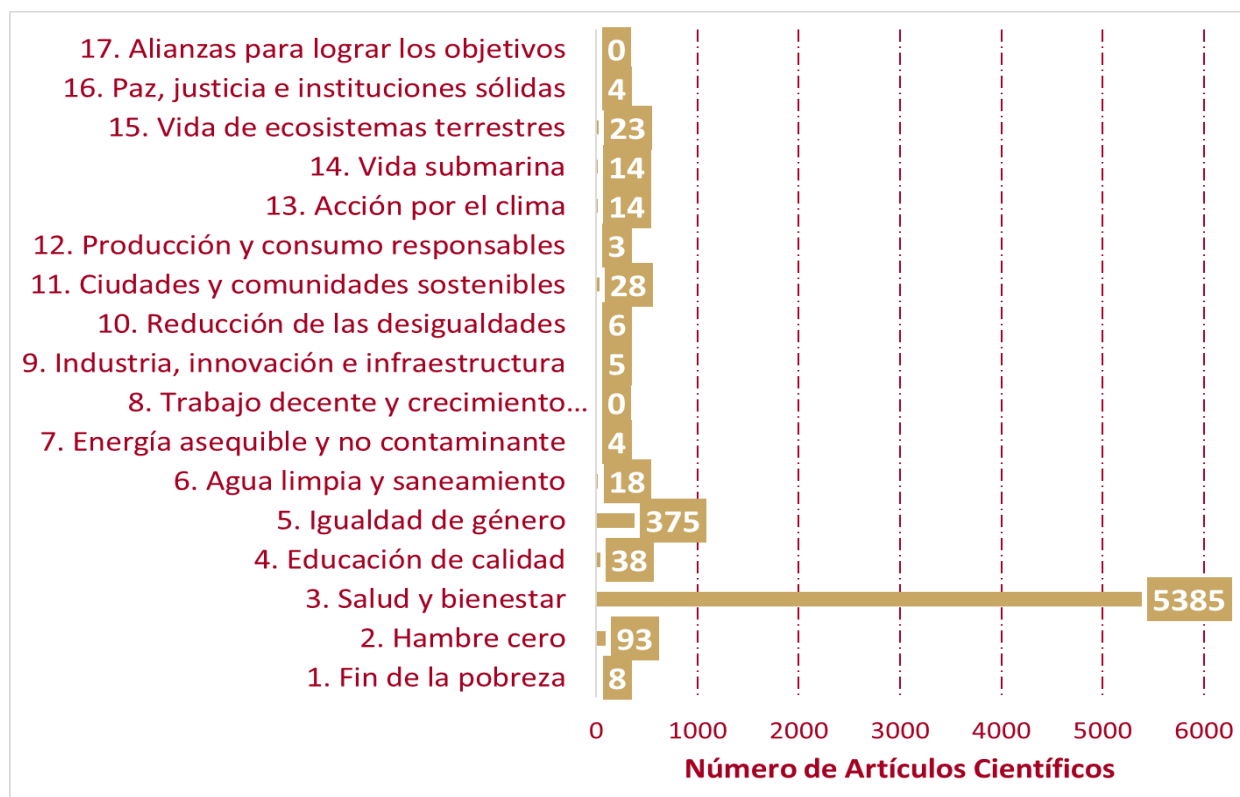 17. Alianzas para lograr los objetivos 0
16. Paz, justicia e instituciones sólidas 4
15. Vida de ecosistemas terrestres 23
14. Vida submarina 14
13. Acción por el clima 14
12. Producción y consumo responsables 3
11. Ciudades y comunidades sostenibles 28
10. Reducción de las desigualdades 6
9. Industria, innovación e infraestructura 5
8. Trabajo decente y crecimiento... 0
7. Energía asequible y no contaminante 4
6. Agua limpia y saneamiento 18
5. Igualdad de género 375
4. Educación de calidad 38
3. Salud y bienestar 5385
2. Hambre cero 93
1. Fin de la pobreza 8
0 1000 2000 3000 4000 5000 6000
Número de Artículos Científicos